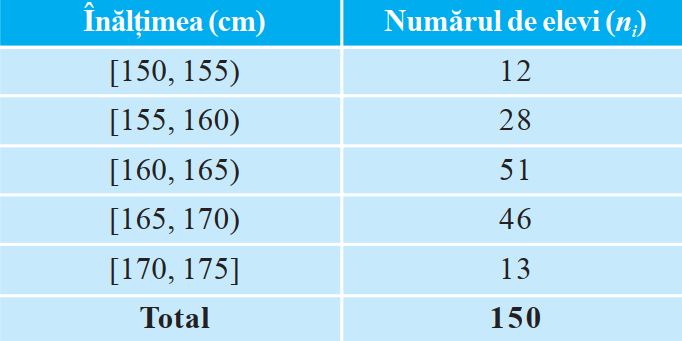 Înălțimea (cm) Numărul de elevi (nᵢ)
[150, 155) 12
[155, 160) 28
[160, 165) 51
[165, 170) 46
[170, 175] 13
Total 150